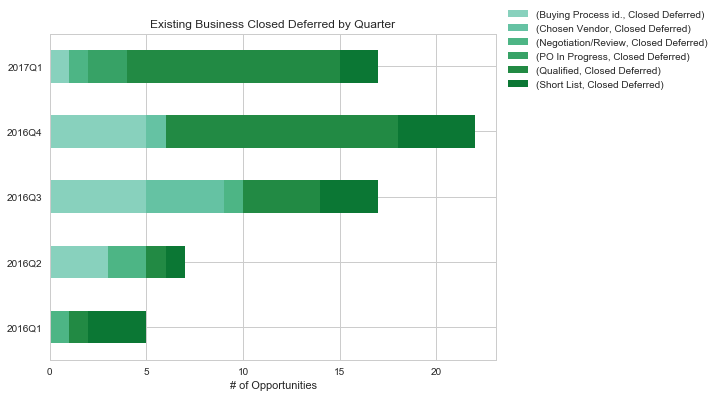 Existing Business Closed Deferred by Quarter
(Buying Process id., Closed Deferred)
(Chosen Vendor, Closed Deferred)
(Negotiation/Review, Closed Deferred)
(PO In Progress, Closed Deferred)
(Qualified, Closed Deferred)
(Short List, Closed Deferred)
2017Q1
2016Q4
2016Q3
2016Q2
2016Q1
0 5 10 15 20
# of Opportunities